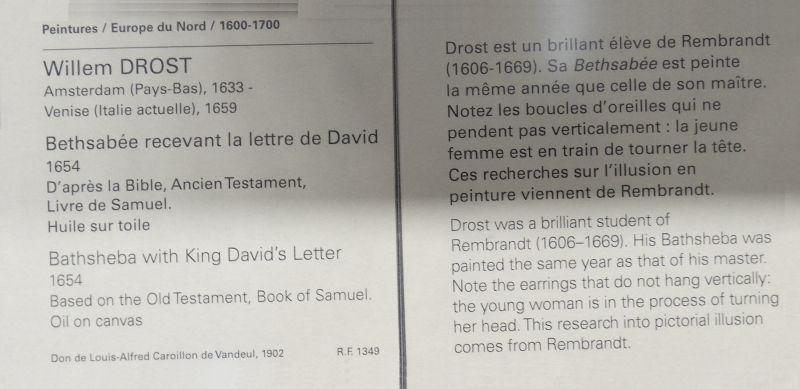 Peintures / Europe du Nord / 1600-1700
Willem DROST
Amsterdam (Pays-Bas), 1633 -
Venise (Italie actuelle), 1659
Bethsabée recevant la lettre de David
1654
D'après la Bible, Ancien Testament,
Livre de Samuel.
Huile sur toile
Bathsheba with King David's Letter
1654
Based on the Old Testament, Book of Samuel.
Oil on canvas
Don de Louis-Alfred Caroillon de Vandeul, 1902 R.F. 1349
Drost est un brillant élève de Rembrandt
(1606-1669). Sa Bethsabée est peinte
la même année que celle de son maître.
Notez les boucles d'oreilles qui ne
pendent pas verticalement : la jeune
femme est en train de tourner la tête.
Ces recherches sur l'illusion en
peinture viennent de Rembrandt.
Drost was a brilliant student of
Rembrandt (1606–1669). His Bathsheba was
painted the same year as that of his master.
Note the earrings that do not hang vertically:
the young woman is in the process of turning
her head. This research into pictorial illusion
comes from Rembrandt.